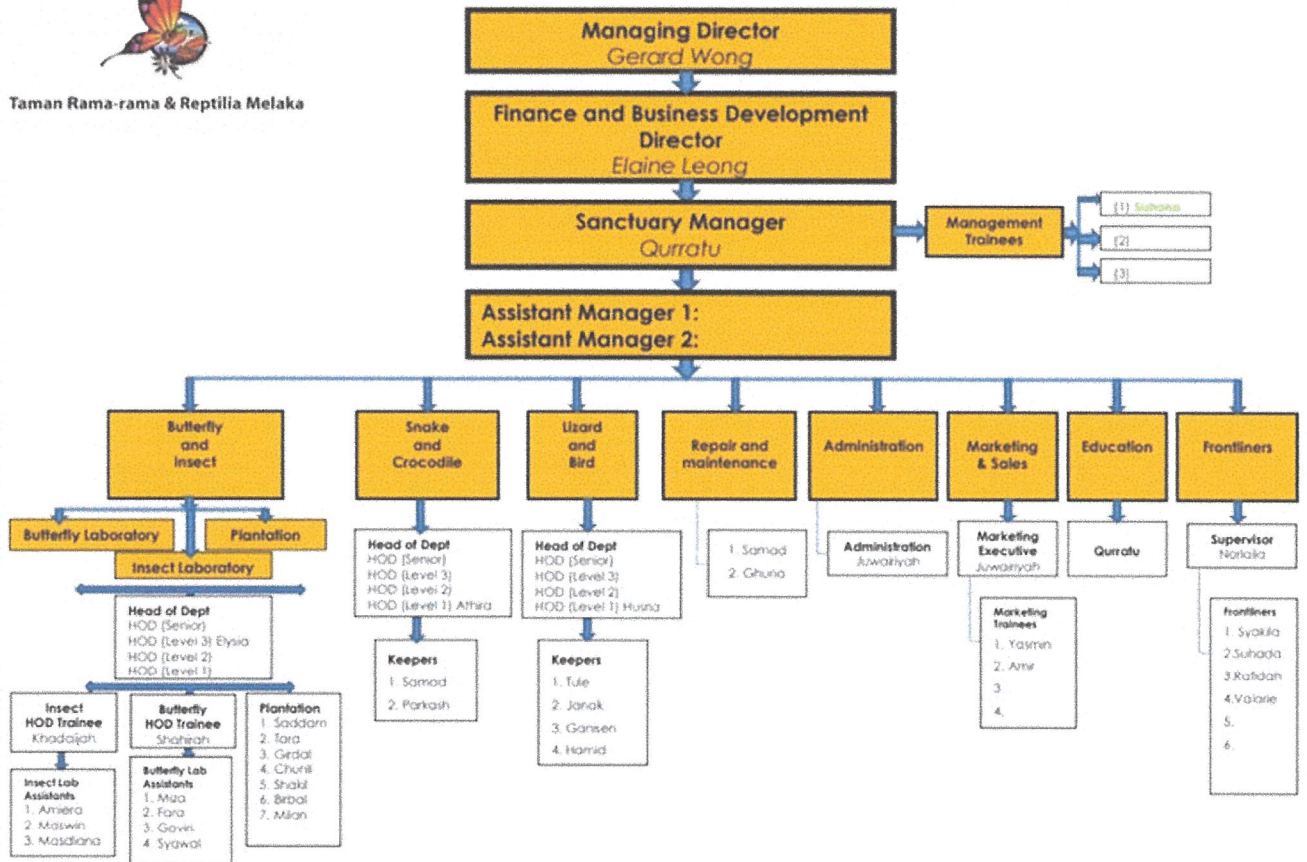 Taman Rama-rama & Reptilia Melaka
Managing Director
Gerard Wong
Finance and Business Development
Director
Elaine Leong
Sanctuary Manager
Qurratu
Management
Trainees
(1)
(2)
(3)
Assistant Manager 1:
Assistant Manager 2:
Butterfly
and
Insect
Snake
and
Crocodile
Lizard
and
Bird
Repair and
maintenance
Administration
Marketing
& Sales
Education
Frontliners
Butterfly Laboratory
Plantation
Insect Laboratory
Head of Dept
HOD (Senior)
HOD (Level 3) Elysia
HOD (Level 2)
HOD (Level 1)
Insect
HOD Trainee
Khadaijah
Insect Lab
Assistants
1. Amiera
2. Maswin
3. Masdiana
Butterfly
HOD Trainee
Shahirah
Butterfly Lab
Assistants
1. Miza
2. Fara
3. Govin
4. Syawal
Plantation
1. Saddam
2. Tara
3. Girdal
4.
5. Shakil
6. Birbal
7. Milan
Head of Dept
HOD (Senior)
HOD (Level 3)
HOD (Level 2)
HOD (Level 1) Athira
Keepers
1. Samad
2. Parkash
Head of Dept
HOD (Senior)
HOD (Level 3)
HOD (Level 2)
HOD (Level 1) Husna
Keepers
1. Tule
2. Janak
3. Gansen
4. Hamid
1. Samad
2. Ghuna
Administration
Juwairiyah
Marketing
Executive
Juwairiyah
Marketing
Trainees
1. Yasmin
2. Amir
3.
4.
Qurratu
Supervisor
Norlaila
Frontliners
1. Syakila
2.Suhada
3.Rafidah
4.Valarie
5.
6.